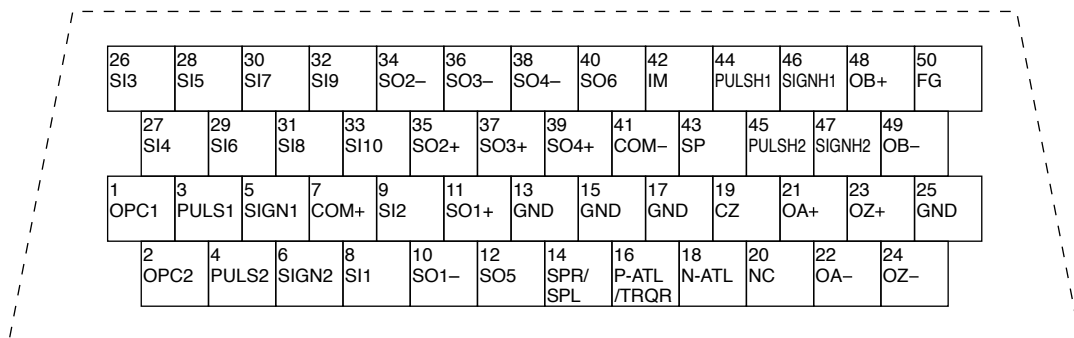 26 28 30 32 34 36 38 40 42 44 46 48 50
SI3 SI5 SI7 SI9 SO2– SO3– SO4– SO6 IM PULSH1 SIGNH1 OB+ FG
27 29 31 33 35 37 39 41 43 45 47 49
SI4 SI6 SI8 SI10 SO2+ SO3+ SO4+ COM– SP PULSH2 SIGNH2 OB–
1 3 5 7 9 11 13 15 17 19 21 23 25
OPC1 PULS1 SIGN1 COM+ SI2 SO1+ GND GND GND CZ OA+ OZ+ GND
2 4 6 8 10 12 14 16 18 20 22 24
OPC2 PULS2 SIGN2 SI1 SO1– SO5 SPR/ P-ATL N-ATL NC OA– OZ–
SPL /TRQR